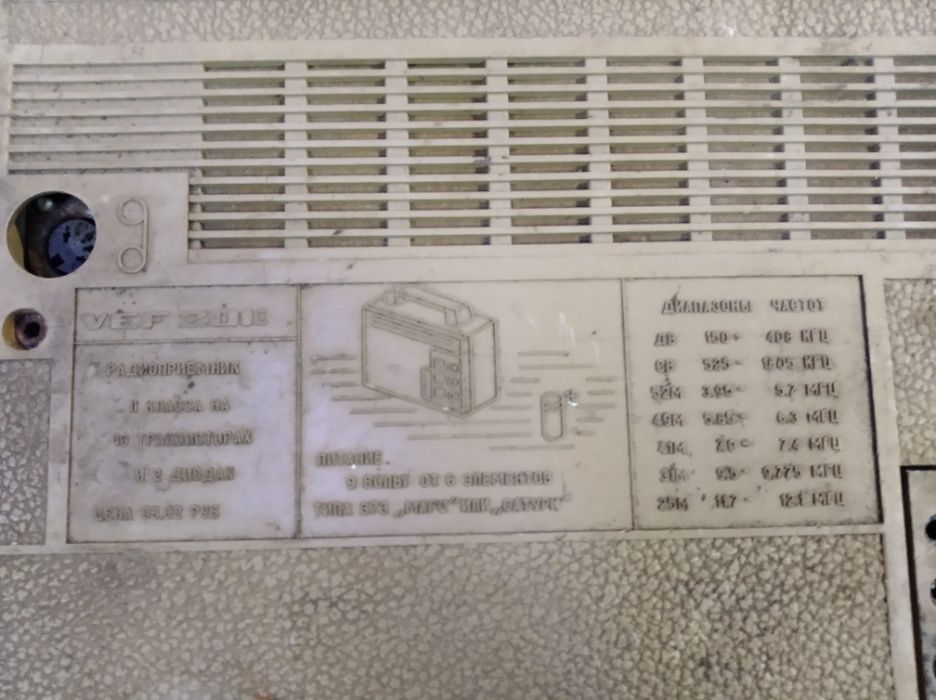 VEF 201
РАДИОПРИЕМНИК
II КЛАССА НА
10 ТРАНЗИСТОРАХ
И 2 ДИОДАХ
ЦЕНА РУБ
ПИТАНИЕ
9 ВОЛЬТ ОТ 6 ЭЛЕМЕНТОВ
ТИПА 373 „МАРС" ИЛИ „САТУРН"
ДИАПАЗОНЫ ЧАСТОТ
ДВ 150 - 408 КГЦ
СВ 525 - 1605 КГЦ
52М 3.95 - 5.7 МГЦ
49М 5.85 - 6.3 МГЦ
41М 7.0 - 7.4 МГЦ
31М 9.5 - 9.775 МГЦ
25М 11.7 - 12.1 МГЦ